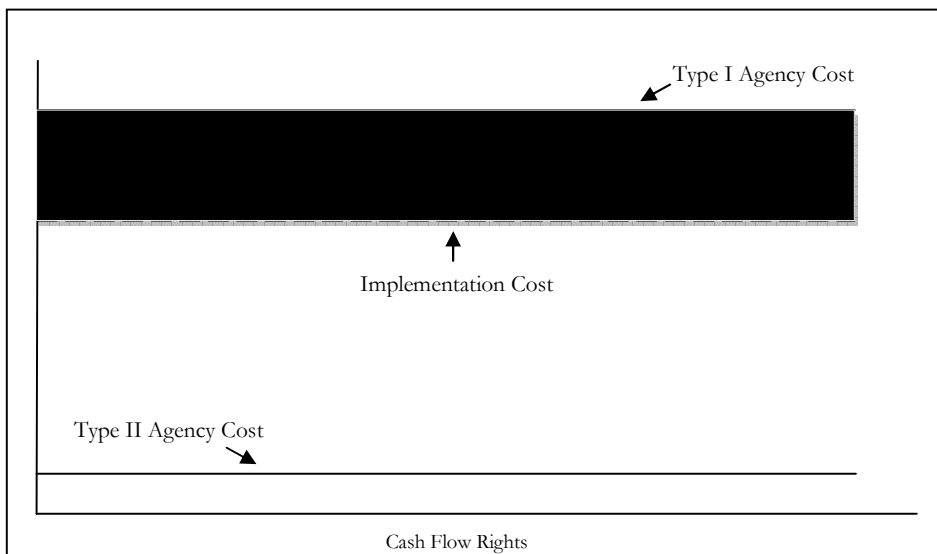 Type I Agency Cost
Implementation Cost
Type II Agency Cost
Cash Flow Rights